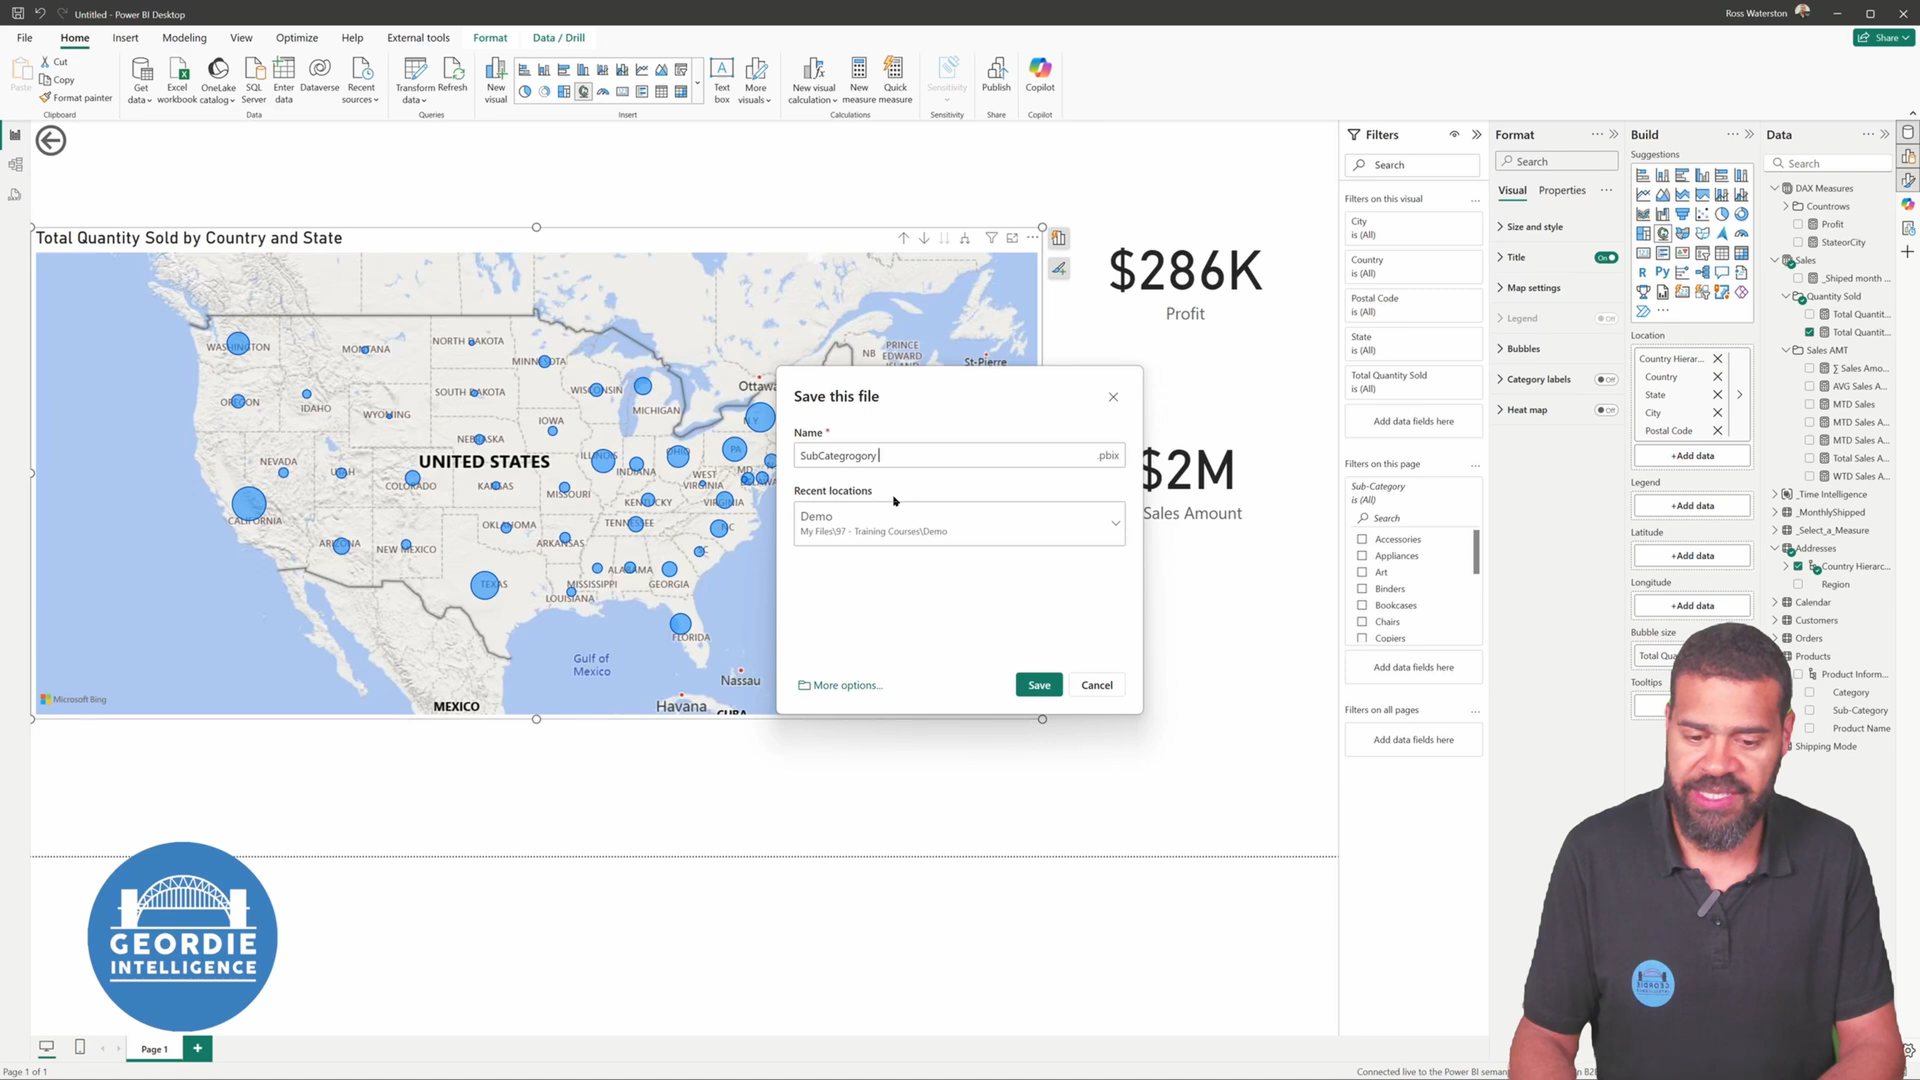 Untitled - Power BI Desktop
Ross Waterston
File Home Insert Modeling View Optimize Help External tools Format Data / Drill
Share
Paste
Cut
Copy
Format painter
Clipboard
Get data
Excel workbook
OneLake catalog
SQL Server
Enter data
Dataverse
Recent sources
Data
Transform data
Refresh
Queries
New visual
Text box
More visuals
Insert
New visual calculation
New measure
Quick measure
Calculations
Sensitivity
Sensitivity
Publish
Share
Copilot
Copilot
Total Quantity Sold by Country and State
WASHINGTON
MONTANA
NORTH DAKOTA
MINNESOTA
OREGON
IDAHO
SOUTH DAKOTA
WISCONSIN
MICHIGAN
WYOMING
NEBRASKA
IOWA
N.Y.
NEVADA
UTAH
COLORADO
UNITED STATES
KANSAS
MISSOURI
ILLINOIS
INDIANA
OHIO
PA
WEST VIRGINIA
MD
DELAWARE
KENTUCKY
VIRGINIA
CALIFORNIA
ARIZONA
NEW MEXICO
OKLAHOMA
ARKANSAS
TENNESSEE
NC
SC
TEXAS
LOUISIANA
MISSISSIPPI
ALABAMA
GEORGIA
FLORIDA
Gulf of
Mexico
MEXICO
Nassau
Havana
CUBA
NB
PRINCE
EDWARD
ISLAND
St-Pierre
Ottawa
Microsoft Bing
$286K
Profit
$2M
Sales Amount
Save this file
Name *
SubCategrogory
.pbix
Recent locations
Demo
My Files\97 - Training Courses\Demo
More options...
Save
Cancel
Filters
Search
Filters on this visual
City
is (All)
Country
is (All)
Postal Code
is (All)
State
is (All)
Total Quantity Sold
is (All)
Add data fields here
Filters on this page
Sub-Category
is (All)
Search
Accessories
Appliances
Art
Binders
Bookcases
Chairs
Copiers
Add data fields here
Filters on all pages
Add data fields here
Format
Search
Visual Properties
Size and style
Title On
Map settings
Legend Off
Bubbles
Category labels Off
Heat map Off
Build
Suggestions
R Py
Location
Country Hierar...
Country
State
City
Postal Code
+Add data
Legend
+Add data
Latitude
+Add data
Longitude
+Add data
Bubble size
Total Qua
Tooltips
Data
Search
DAX Measures
Countrows
Profit
StateorCity
Sales
_Shiped month ...
Quantity Sold
Total Quantit...
Total Quantit...
Sales AMT
∑ Sales Amo...
AVG Sales A...
MTD Sales
MTD Sales A...
MTD Sales A...
Total Sales A...
WTD Sales A...
_Time Intelligence
_MonthlyShipped
_Select_a_Measure
Addresses
Country Hierarc...
Region
Calendar
Customers
Orders
Products
Product Inform...
Category
Sub-Category
Product Name
Shipping Mode
GEORDIE
INTELLIGENCE
Page 1
Page 1 of 1
Connected live to the Power BI seman